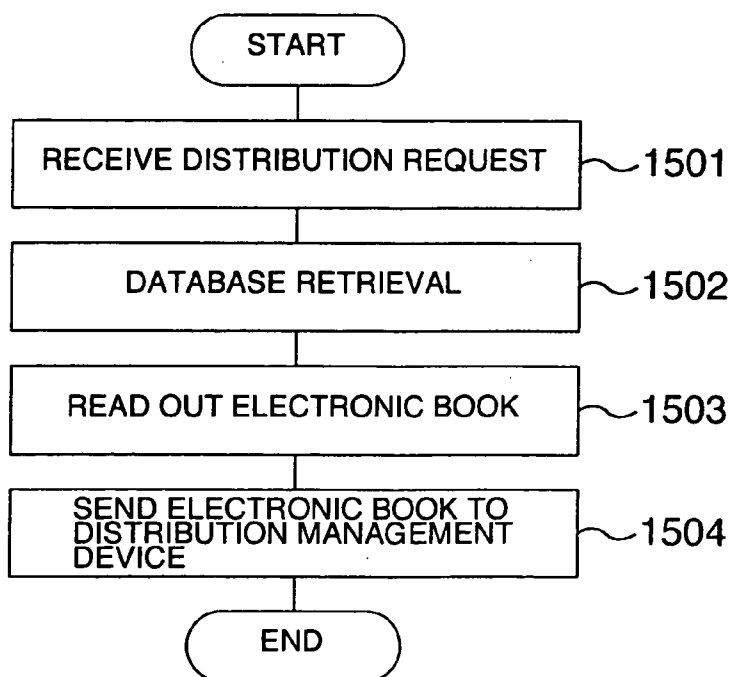 START
RECEIVE DISTRIBUTION REQUEST 1501
DATABASE RETRIEVAL 1502
READ OUT ELECTRONIC BOOK 1503
SEND ELECTRONIC BOOK TO
DISTRIBUTION MANAGEMENT
DEVICE
1504
END